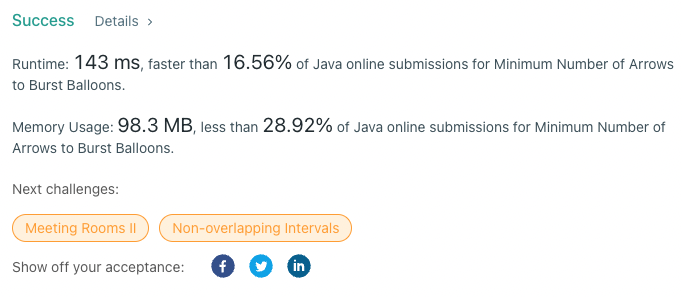 Success Details >
Runtime: 143 ms, faster than 16.56% of Java online submissions for Minimum Number of Arrows
to Burst Balloons.
Memory Usage: 98.3 MB, less than 28.92% of Java online submissions for Minimum Number of
Arrows to Burst Balloons.
Next challenges:
Meeting Rooms II Non-overlapping Intervals
Show off your acceptance: f in